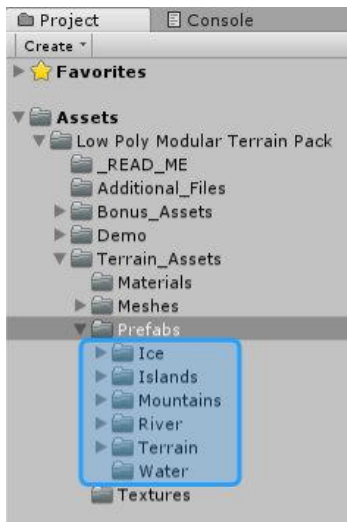 Project Console
Create
Favorites
Assets
Low Poly Modular Terrain Pack
_READ_ME
Additional_Files
Bonus_Assets
Demo
Terrain_Assets
Materials
Meshes
Prefabs
Ice
Islands
Mountains
River
Terrain
Water
Textures